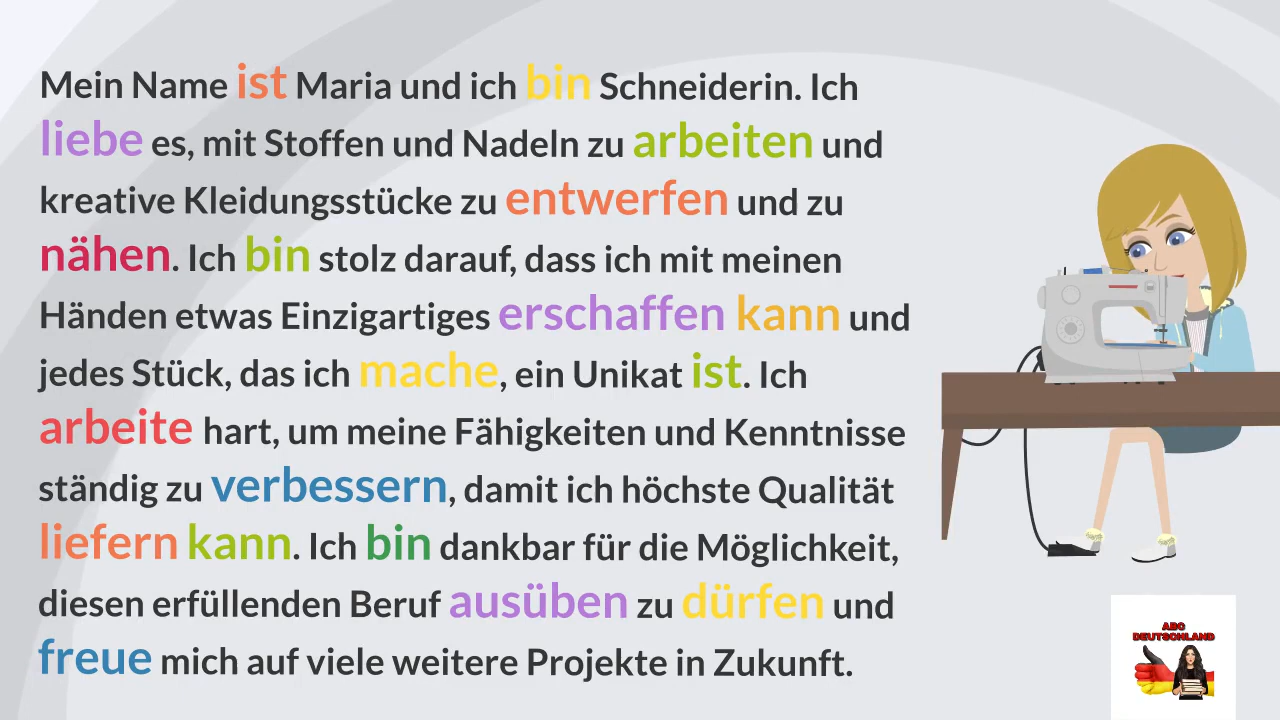 Mein Name ist Maria und ich bin Schneiderin. Ich
liebe es, mit Stoffen und Nadeln zu arbeiten und
kreative Kleidungsstücke zu entwerfen und zu
nähen. Ich bin stolz darauf, dass ich mit meinen
Händen etwas Einzigartiges erschaffen kann und
jedes Stück, das ich mache, ein Unikat ist. Ich
arbeite hart, um meine Fähigkeiten und Kenntnisse
ständig zu verbessern, damit ich höchste Qualität
liefern kann. Ich bin dankbar für die Möglichkeit,
diesen erfüllenden Beruf ausüben zu dürfen und
freue mich auf viele weitere Projekte in Zukunft.
ABC
DEUTSCHLAND